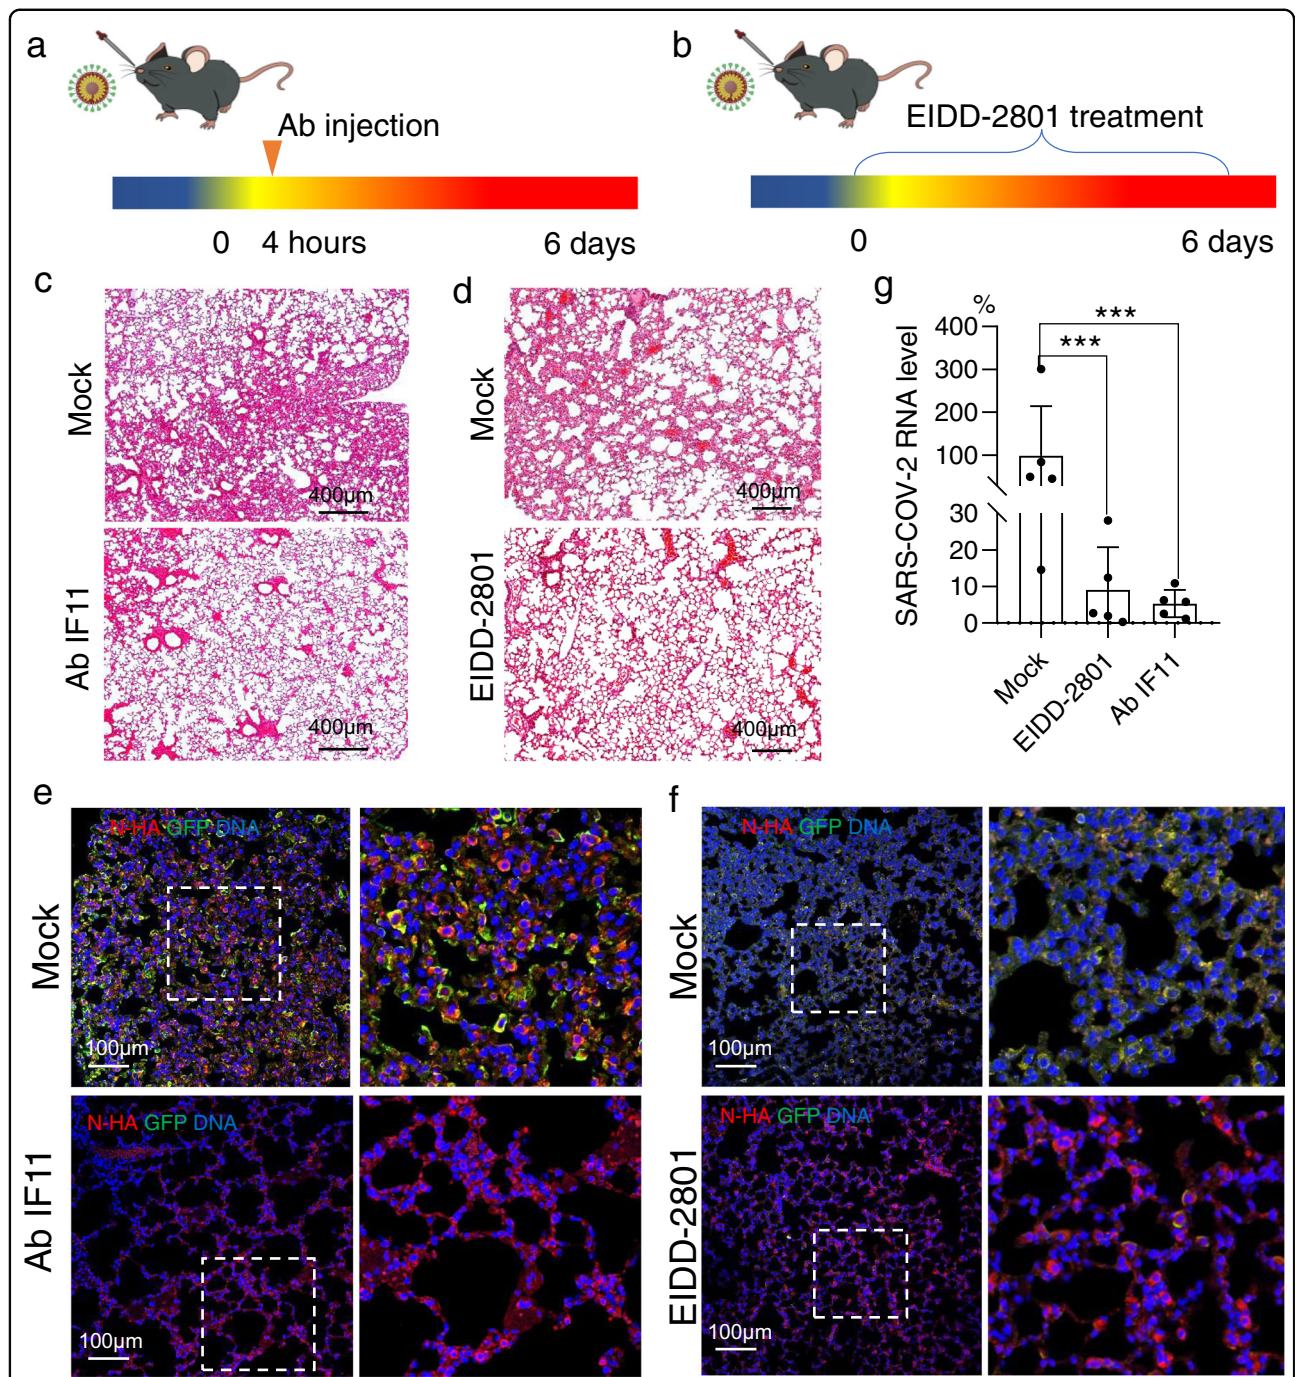 a
Ab injection
0 4 hours 6 days
b
EIDD-2801 treatment
0 6 days
c
Mock
400µm
Ab IF11
400µm
d
Mock
400µm
EIDD-2801
400µm
g
%
SARS-COV-2 RNA level
400
300
200
100
30
20
10
0
***
***
Mock
EIDD-2801
Ab IF11
e
Mock
N-HA GFP DNA
100µm
Ab IF11
N-HA GFP DNA
100µm
f
Mock
N-HA GFP DNA
100µm
EIDD-2801
N-HA GFP DNA
100µm